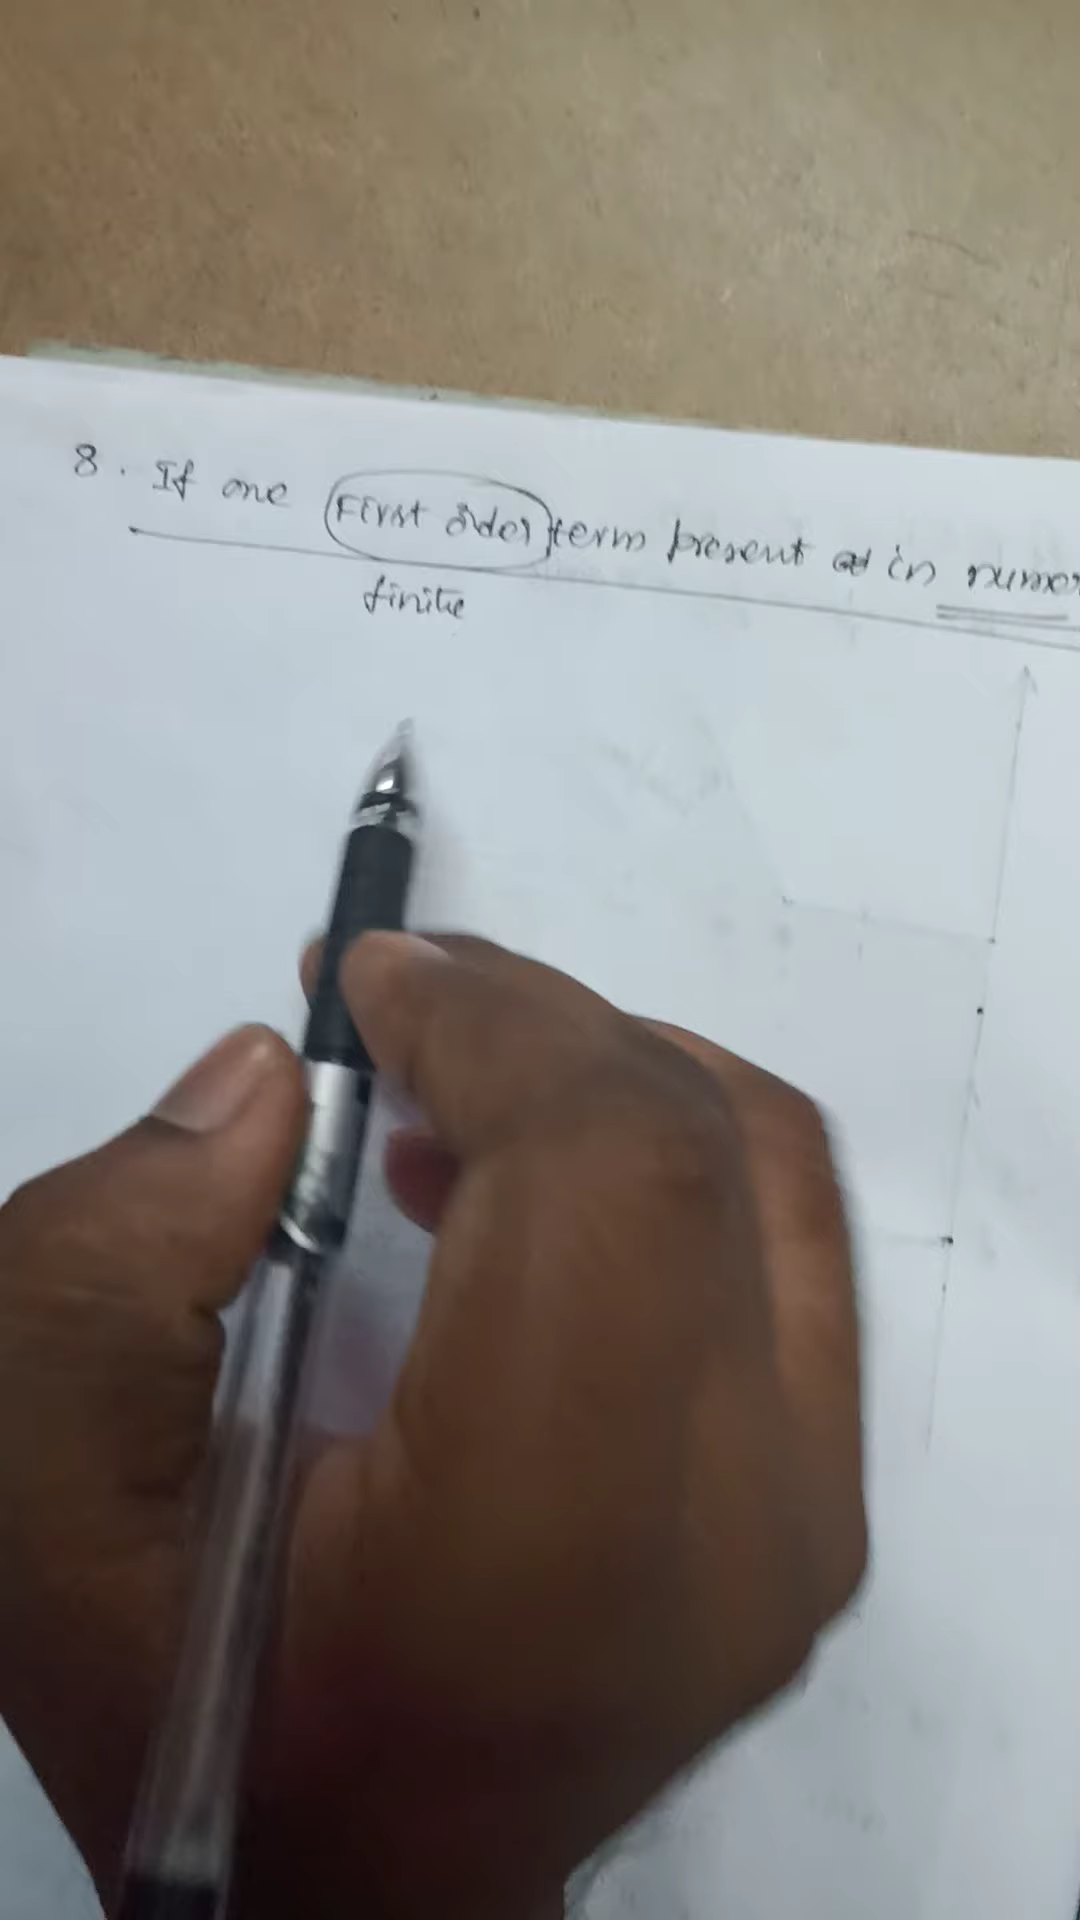 8. If one First order term present in numer
finite